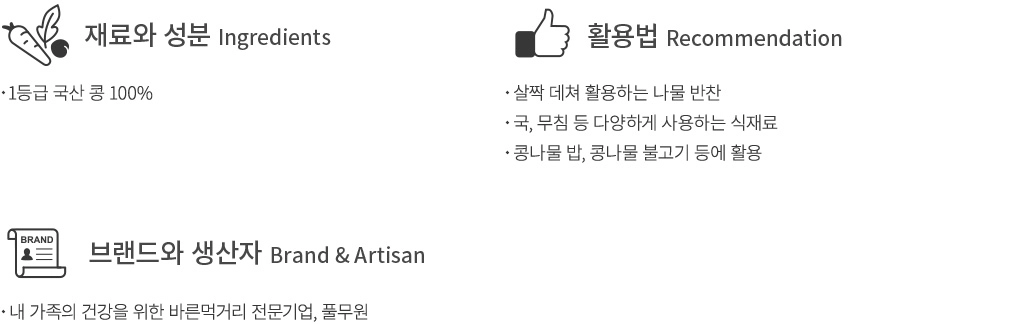 재료와 성분 Ingredients
· 1등급 국산 콩 100%
활용법 Recommendation
· 살짝 데쳐 활용하는 나물 반찬
· 국, 무침 등 다양하게 사용하는 식재료
· 콩나물 밥, 콩나물 불고기 등에 활용
BRAND
브랜드와 생산자 Brand & Artisan
· 내 가족의 건강을 위한 바른먹거리 전문기업, 풀무원